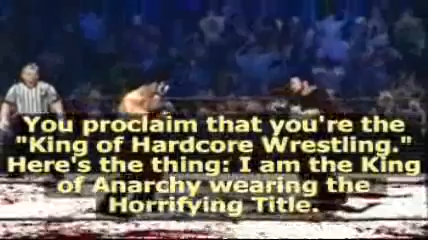 You proclaim that you're the
"King of Hardcore Wrestling."
Here's the thing: I am the King
of Anarchy wearing the
Horrifying Title.